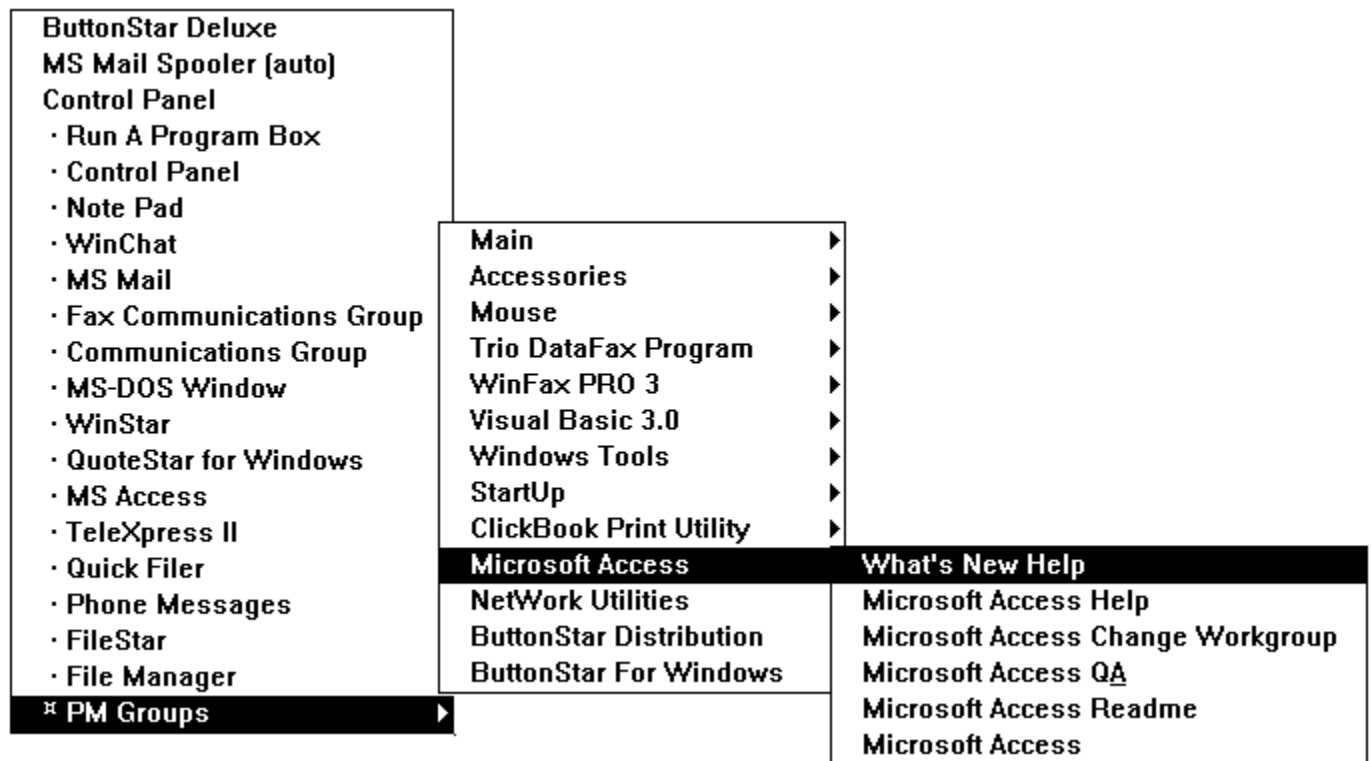 ButtonStar Deluxe
MS Mail Spooler (auto)
Control Panel
· Run A Program Box
· Control Panel
· Note Pad
· WinChat
· MS Mail
· Fax Communications Group
· Communications Group
· MS-DOS Window
· WinStar
· QuoteStar for Windows
· MS Access
· TeleXpress II
· Quick Filer
· Phone Messages
· FileStar
· File Manager
¤ PM Groups
Main
Accessories
Mouse
Trio DataFax Program
WinFax PRO 3
Visual Basic 3.0
Windows Tools
StartUp
ClickBook Print Utility
Microsoft Access
NetWork Utilities
ButtonStar Distribution
ButtonStar For Windows
What's New Help
Microsoft Access Help
Microsoft Access Change Workgroup
Microsoft Access QA
Microsoft Access Readme
Microsoft Access